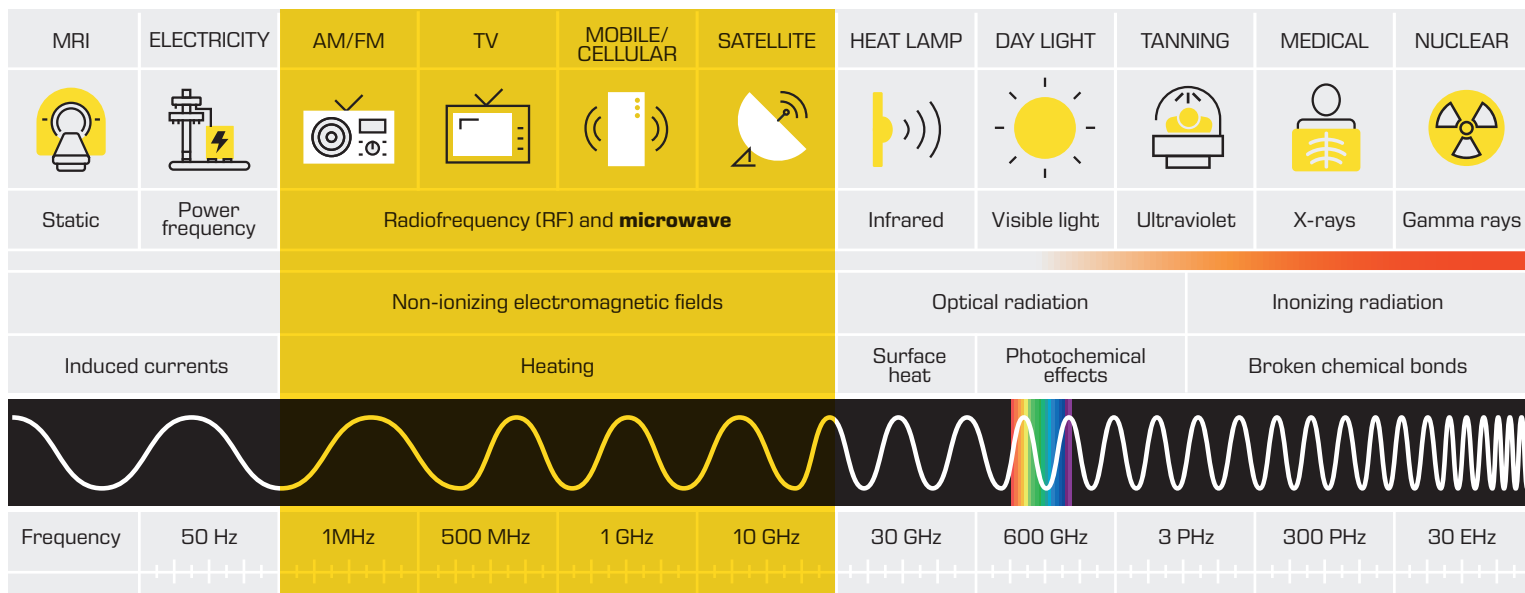 MRI
ELECTRICITY
AM/FM
TV
MOBILE/
CELLULAR
SATELLITE
HEAT LAMP
DAY LIGHT
TANNING
MEDICAL
NUCLEAR
Static
Power
frequency
Radiofrequency (RF) and microwave
Infrared
Visible light
Ultraviolet
X-rays
Gamma rays
Non-ionizing electromagnetic fields
Optical radiation
Inonizing radiation
Induced currents
Heating
Surface
heat
Photochemical
effects
Broken chemical bonds
Frequency
50 Hz
1MHz
500 MHz
1 GHz
10 GHz
30 GHz
600 GHz
3 PHz
300 PHz
30 EHz